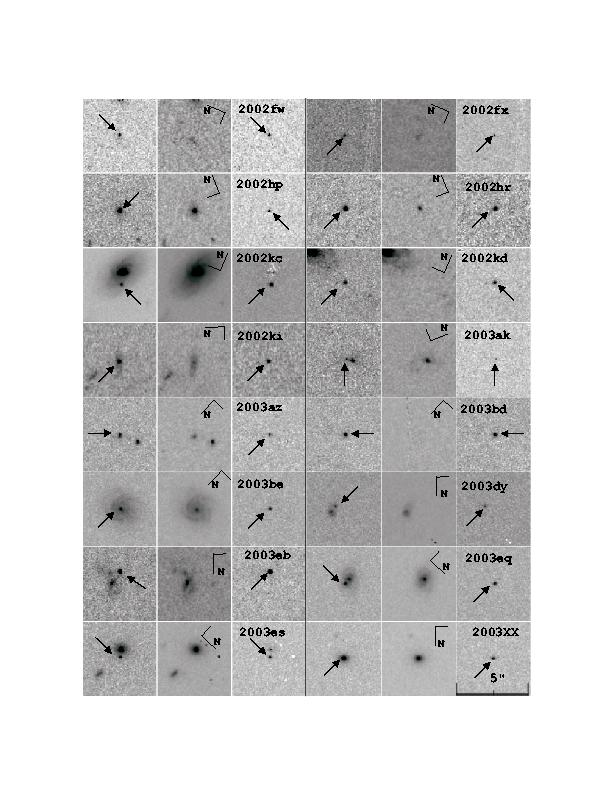 N 2002fw N 2002fx
N 2002hp N 2002hr
2002kc N 2002kd N
N 2002ki N 2003ak
2003az N N 2003bd
2003be N N 2003dy
2003eb N N 2003eq
2003es N N 2003XX
5"